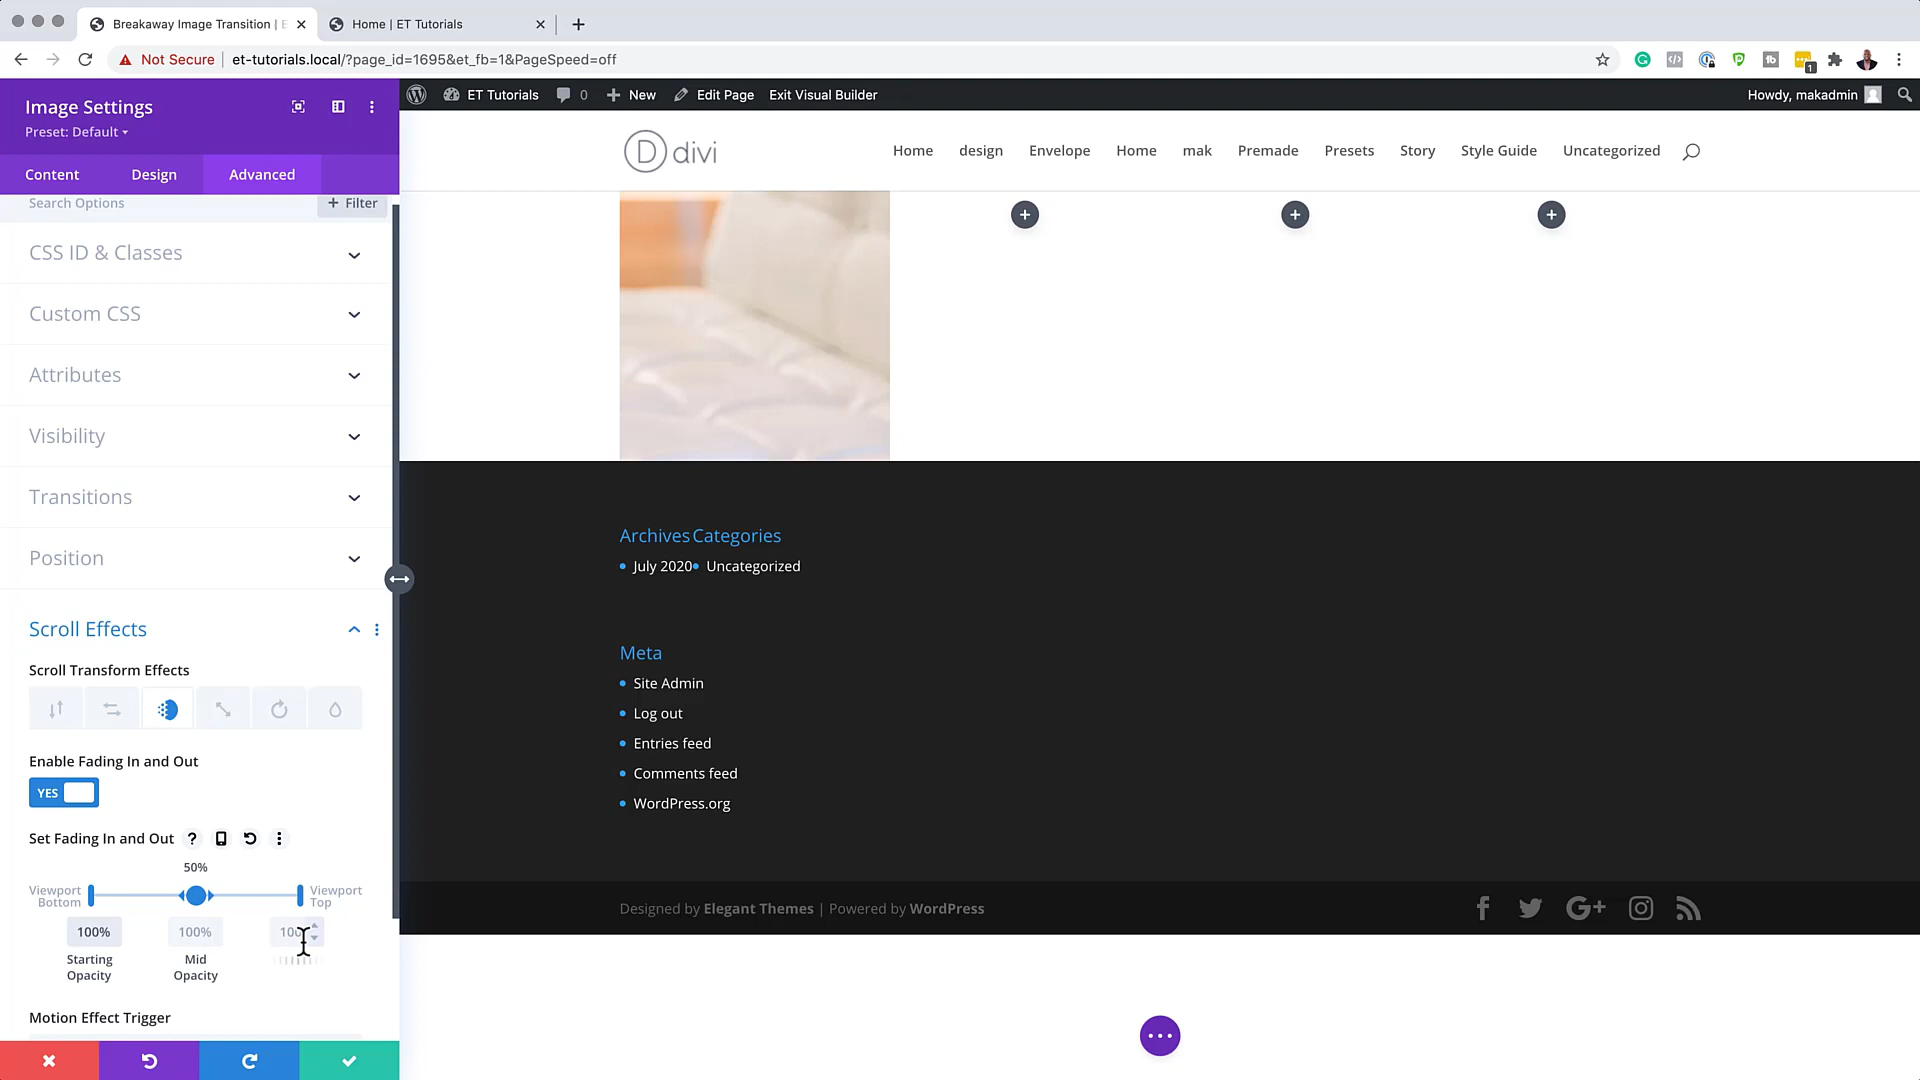 Breakaway Image Transition | E
Home | ET Tutorials
Not Secure
et-tutorials.local/?page_id=1695&et_fb=1&PageSpeed=off
1
Image Settings
Preset: Default
Content
Design
Advanced
Search Options
+ Filter
CSS ID & Classes
Custom CSS
Attributes
Visibility
Transitions
Position
Scroll Effects
Scroll Transform Effects
Enable Fading In and Out
YES
Set Fading In and Out ?
50%
Viewport Bottom
Viewport Top
100%
100%
Starting Opacity
Mid Opacity
Motion Effect Trigger
ET Tutorials
0
New
Edit Page
Exit Visual Builder
Howdy, makadmin
D divi
Home
design
Envelope
Home
mak
Premade
Presets
Story
Style Guide
Uncategorized
Archives
Categories
July 2020
Uncategorized
Meta
Site Admin
Log out
Entries feed
Comments feed
WordPress.org
Designed by Elegant Themes | Powered by WordPress